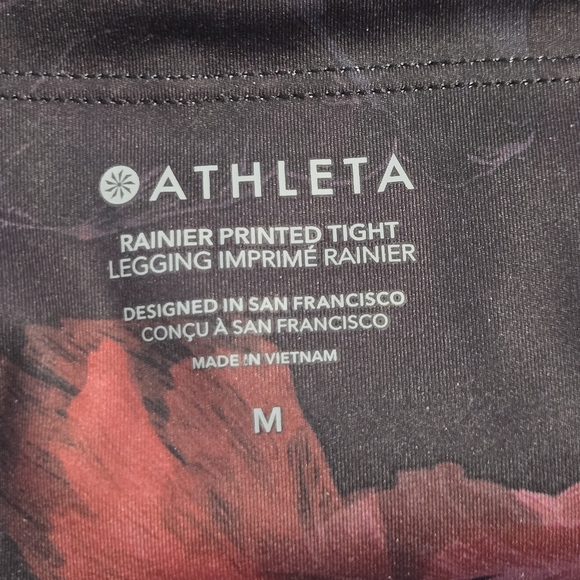 ATHLETA
RAINIER PRINTED TIGHT
LEGGING IMPRIMÉ RAINIER
DESIGNED IN SAN FRANCISCO
CONÇU À SAN FRANCISCO
MADE IN VIETNAM
M